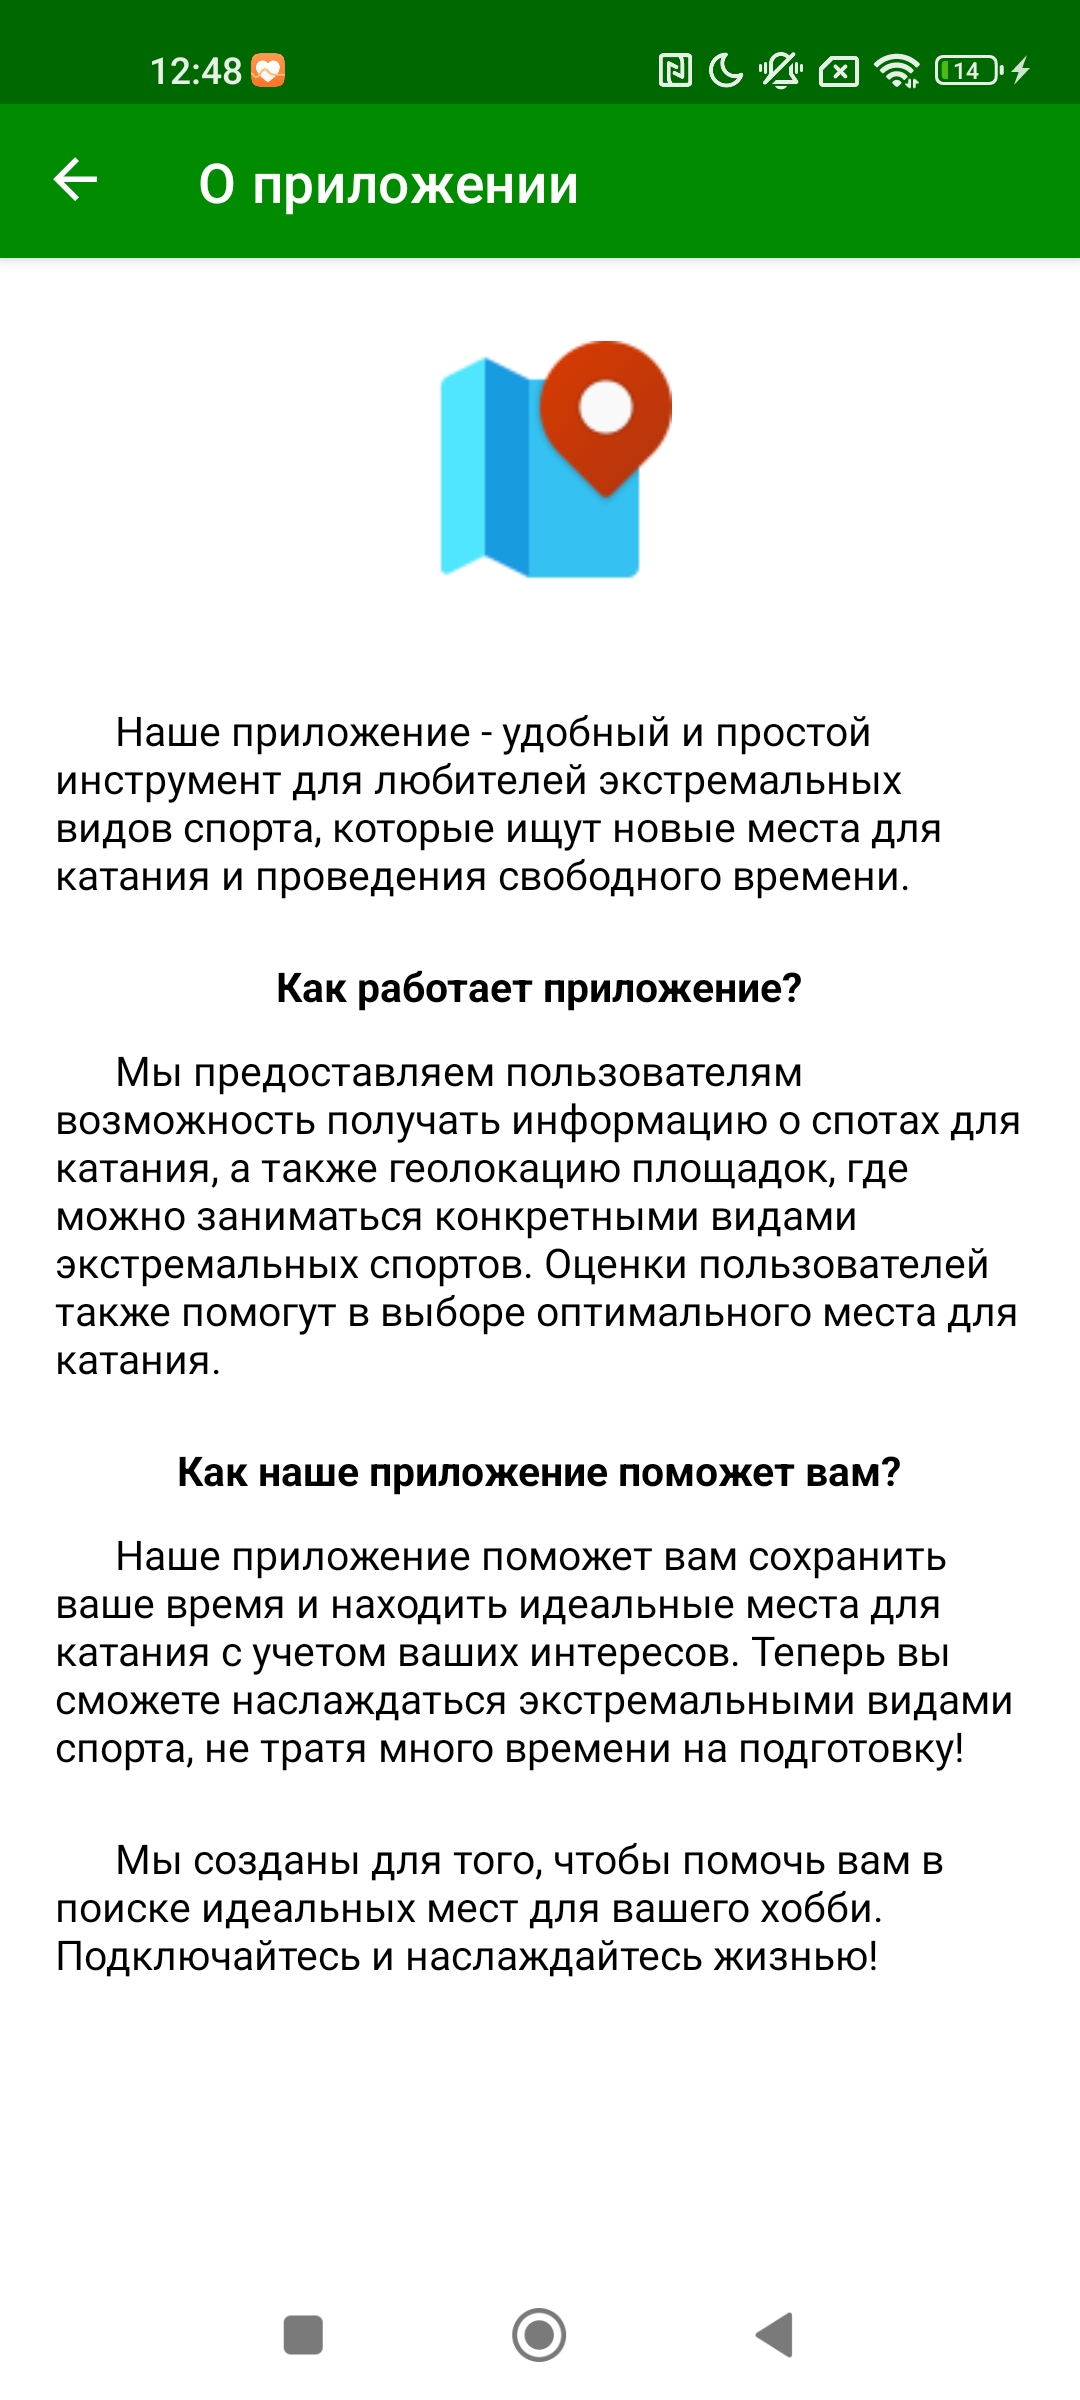 12:48
14
О приложении
Наше приложение - удобный и простой
инструмент для любителей экстремальных
видов спорта, которые ищут новые места для
катания и проведения свободного времени.
Как работает приложение?
Мы предоставляем пользователям
возможность получать информацию о спотах для
катания, а также геолокацию площадок, где
можно заниматься конкретными видами
экстремальных спортов. Оценки пользователей
также помогут в выборе оптимального места для
катания.
Как наше приложение поможет вам?
Наше приложение поможет вам сохранить
ваше время и находить идеальные места для
катания с учетом ваших интересов. Теперь вы
сможете наслаждаться экстремальными видами
спорта, не тратя много времени на подготовку!
Мы созданы для того, чтобы помочь вам в
поиске идеальных мест для вашего хобби.
Подключайтесь и наслаждайтесь жизнью!